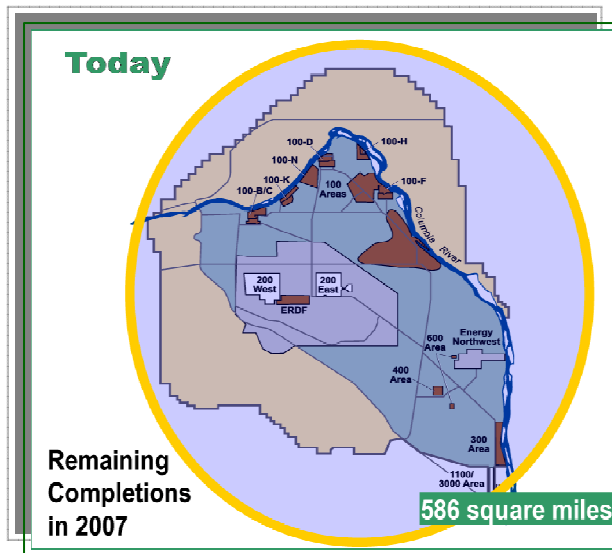 Today
100-D
100-H
100-N
100-K
100
Areas
100-F
100-B/C
Columbia River
200
West
200
East
ERDF
600
Area
Energy
Northwest
400
Area
300
Area
1100/
3000 Area
Remaining
Completions
in 2007
586 square miles